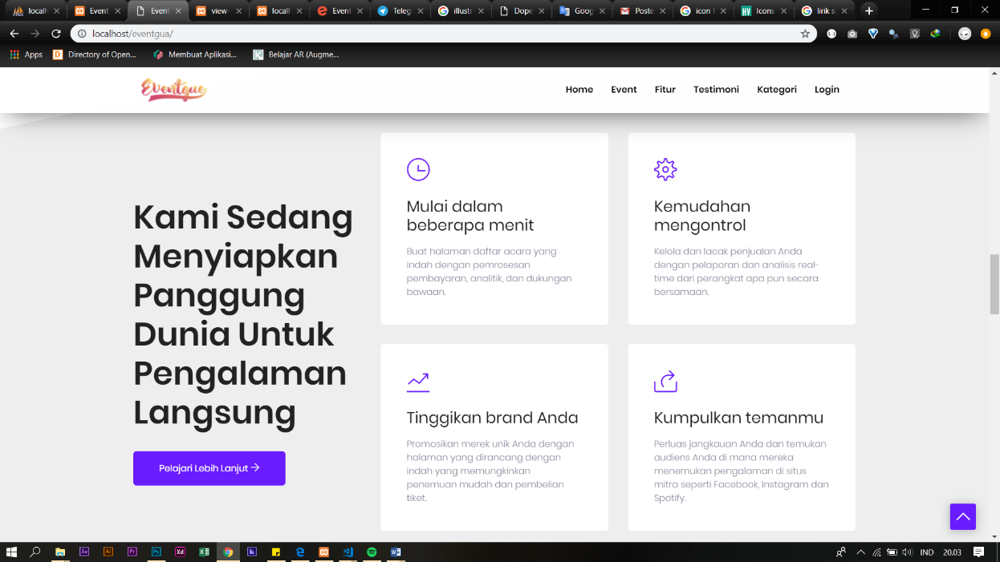 localh
Event
Event
view-
locall
Event
Telegr
illustr
Dope
Goog
Poste
icon t
Icons
lirik s
localhost/eventgua/
Apps
Directory of Open...
Membuat Aplikasi...
Belajar AR (Augme...
Eventgue
Home
Event
Fitur
Testimoni
Kategori
Login
Kami Sedang
Menyiapkan
Panggung
Dunia Untuk
Pengalaman
Langsung
Pelajari Lebih Lanjut →
Mulai dalam
beberapa menit
Buat halaman daftar acara yang
indah dengan pemrosesan
pembayaran, analitik, dan dukungan
bawaan.
Kemudahan
mengontrol
Kelola dan lacak penjualan Anda
dengan pelaporan dan analisis real-
time dari perangkat apa pun secara
bersamaan.
Tinggikan brand Anda
Promosikan merek unik Anda dengan
halaman yang dirancang dengan
indah yang memungkinkan
penemuan mudah dan pembelian
tiket.
Kumpulkan temanmu
Perluas jangkauan Anda dan temukan
audiens Anda di mana mereka
menemukan pengalaman di situs
mitra seperti Facebook, Instagram dan
Spotify.
IND
20.03